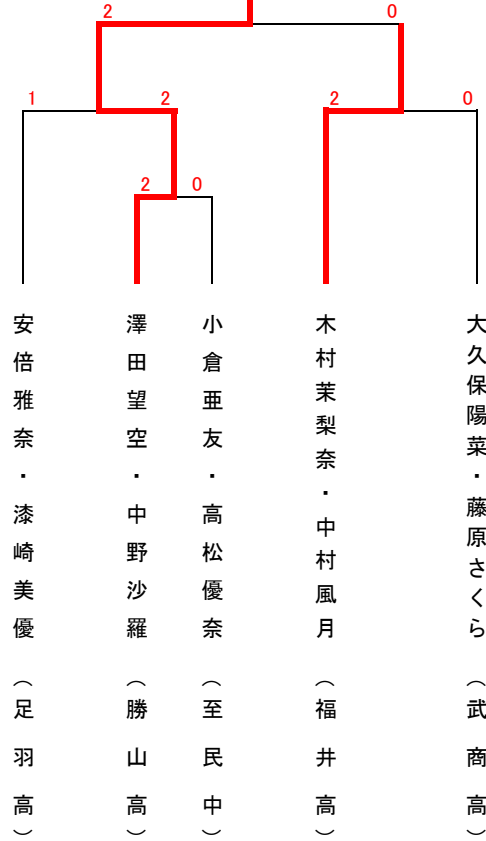 2 0
1 2 2 0
2 0
安倍雅奈・漆崎美優（足羽高）
澤田望空・中野沙羅（勝山高）
小倉亜友・高松優奈（至民中）
木村茉梨奈・中村風月（福井高）
大久保陽菜・藤原さくら（武商高）